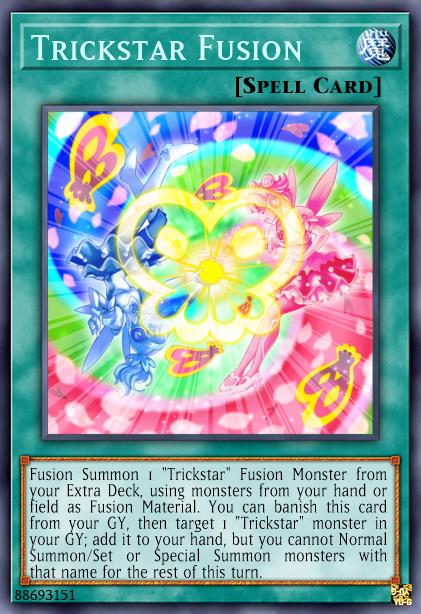 Trickstar Fusion
魔
[Spell Card]
Fusion Summon 1 "Trickstar" Fusion Monster from
your Extra Deck, using monsters from your hand or
field as Fusion Material. You can banish this card
from your GY, then target 1 "Trickstar" monster in
your GY; add it to your hand, but you cannot Normal
Summon/Set or Special Summon monsters with
that name for the rest of this turn.
88693151